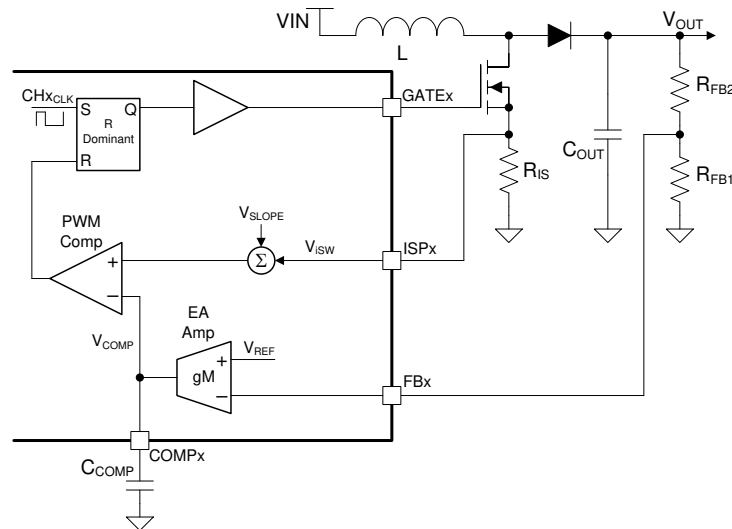 VIN
L
VOUT
CHxCLK
S
Q
R
Dominant
R
GATEx
RFB2
COUT
RIS
RFB1
PWM
Comp
VSLOPE
+
Σ
ViSW
ISPx
−
EA
Amp
VCOMP
VREF
+
gM
−
FBx
COMPx
CCOMP